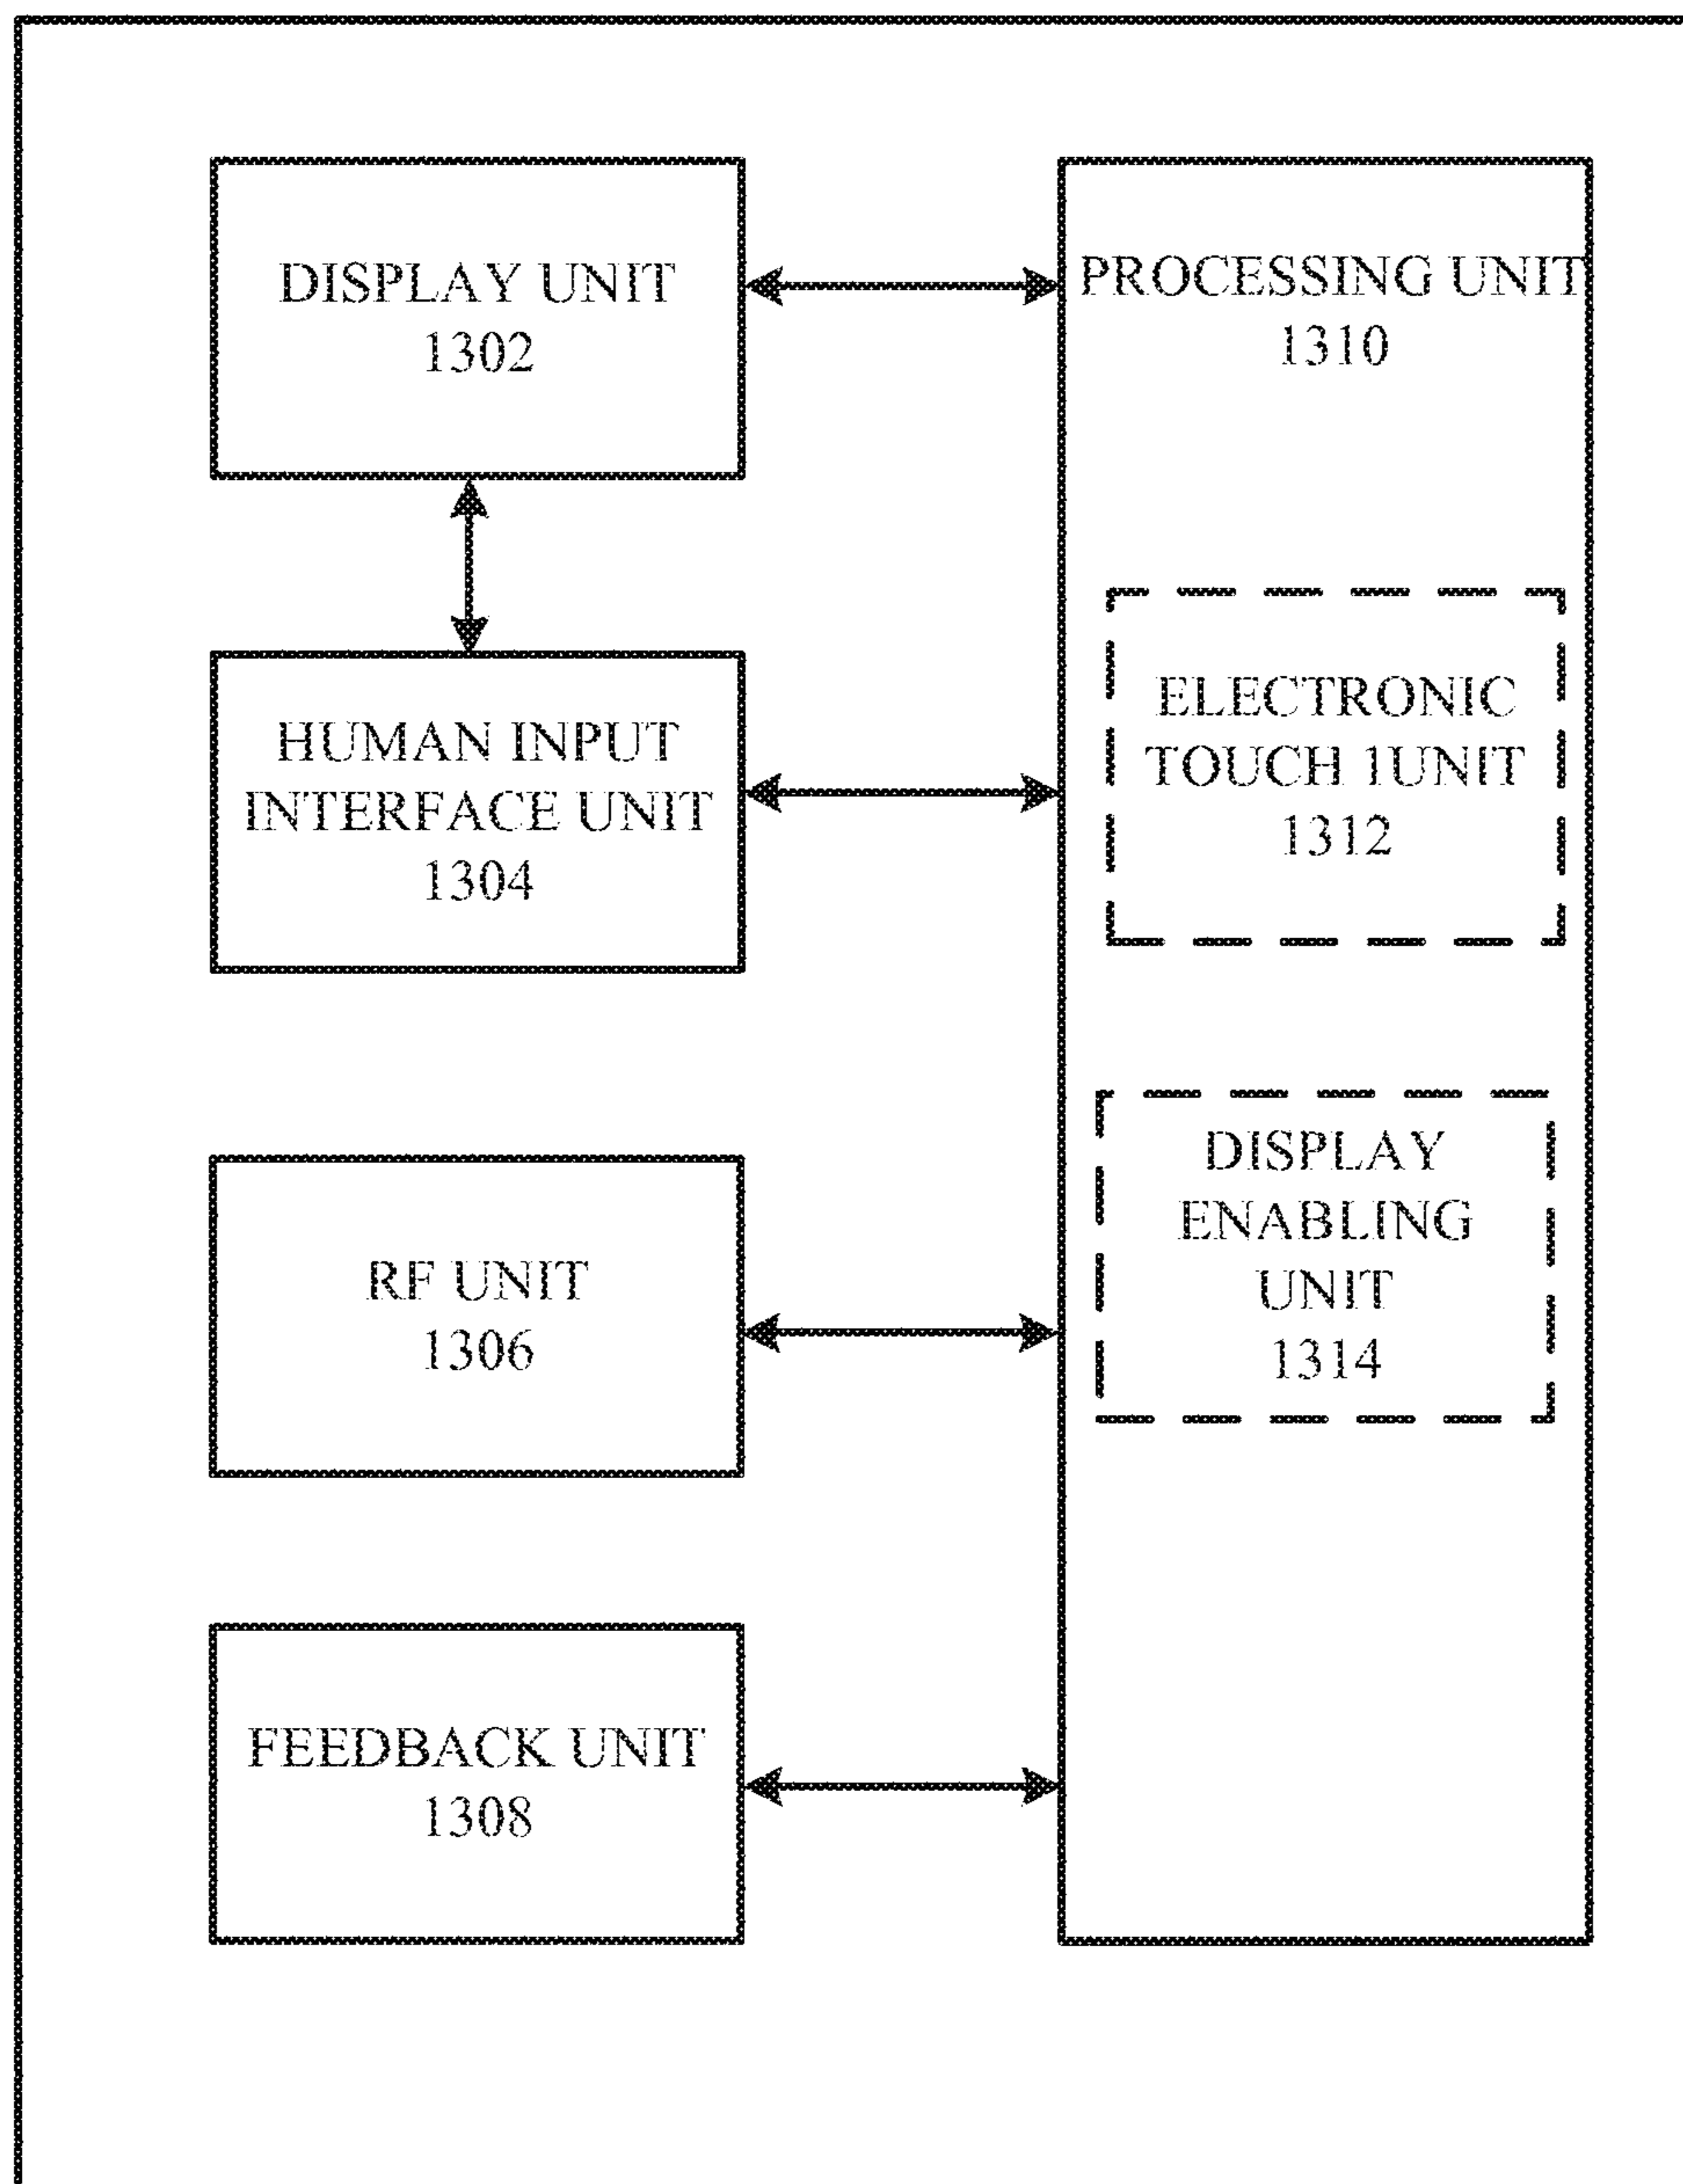 DISPLAY UNIT
1302
PROCESSING UNIT
1310
HUMAN INPUT
INTERFACE UNIT
1304
ELECTRONIC
TOUCH 1UNIT
1312
RF UNIT
1306
DISPLAY
ENABLING
UNIT
1314
FEEDBACK UNIT
1308